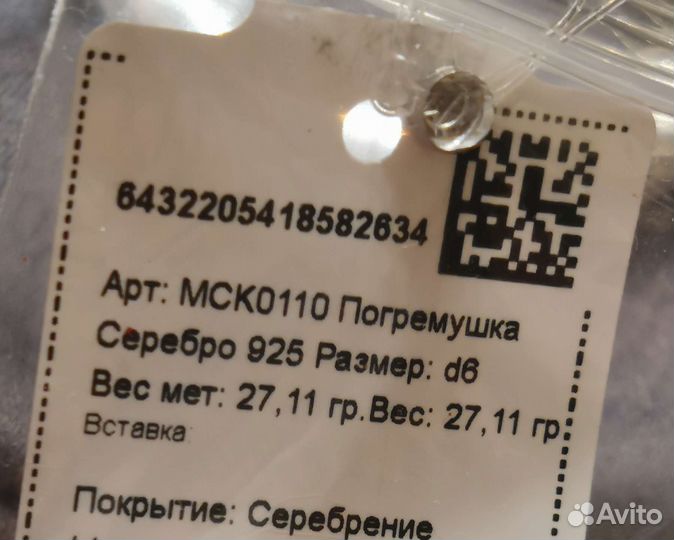 6432205418582634
Арт: МСК0110 Погремушка
Серебро 925 Размер: d6
Вес мет: 27,11 гр.Вес: 27,11 гр.
Вставка
Покрытие: Серебрение
Avito